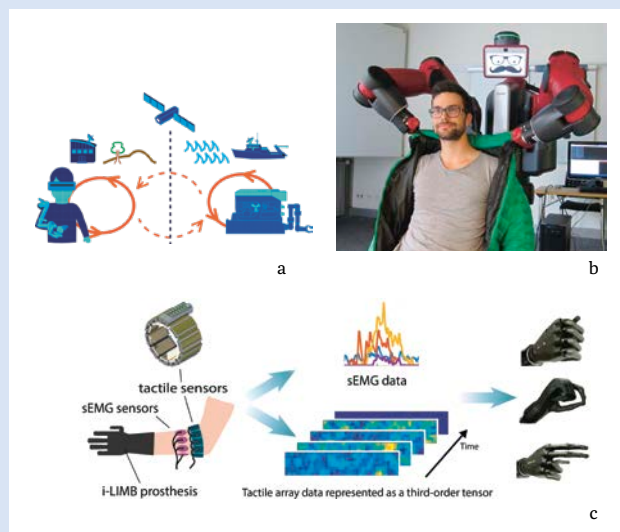 a
b
tactile sensors
sEMG sensors
i-LIMB prosthesis
sEMG data
Time
Tactile array data represented as a third-order tensor
c